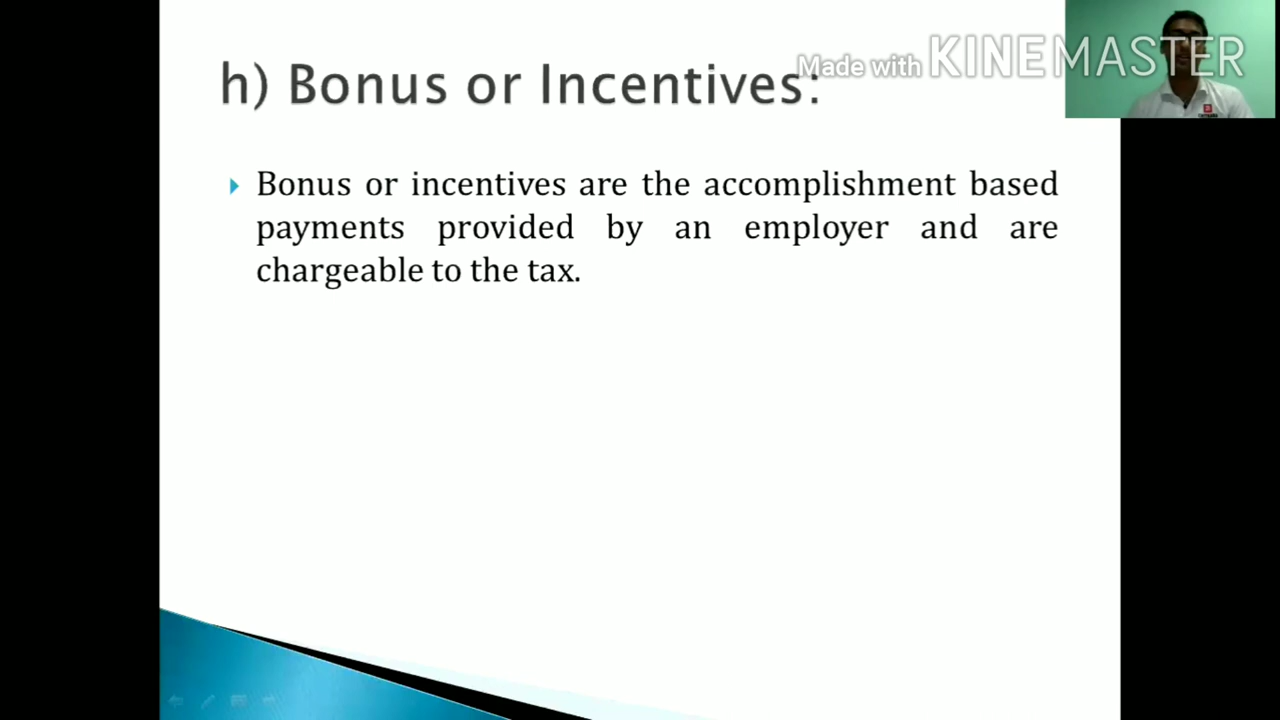 h) Bonus or Incentives:
Made with KINEMASTER
Bonus or incentives are the accomplishment based
payments provided by an employer and are
chargeable to the tax.